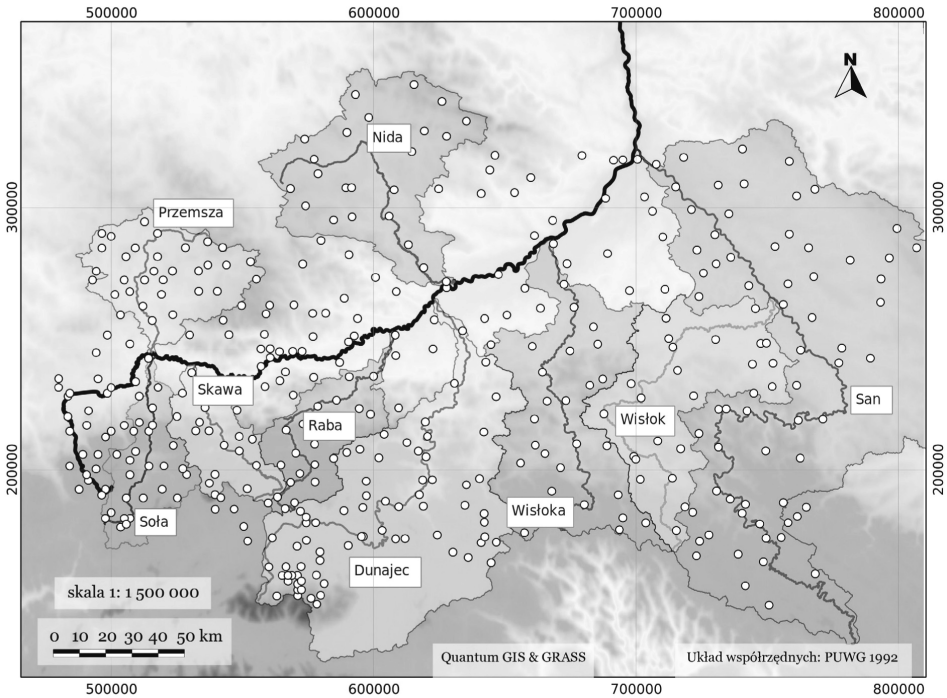 500000 600000 700000 800000
N
Nida
300000 300000
Przemsza
Skawa
San
Raba
Wisłok
200000 200000
Wisłoka
Soła
Dunajec
skala 1: 1 500 000
0 10 20 30 40 50 km
Quantum GIS & GRASS Układ współrzędnych: PUWG 1992
500000 600000 700000 800000